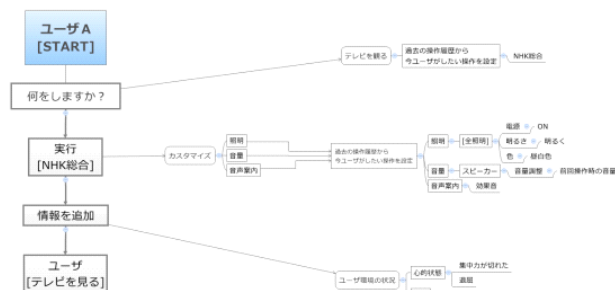 ユーザA
[START]
テレビを観る
過去の操作履歴から
今ユーザがしたい操作を設定
NHK総合
何をしますか？
実行
[NHK総合]
カスタマイズ
照明
音量
音声案内
過去の操作履歴から
今ユーザがしたい操作を設定
照明
[全照明]
電源
ON
明るさ
明るく
色
昼白色
音量
スピーカー
音量調整
前回操作時の音量
音声案内
効果音
情報を追加
ユーザ
[テレビを見る]
ユーザ環境の状況
心的状態
集中力が切れた
退屈